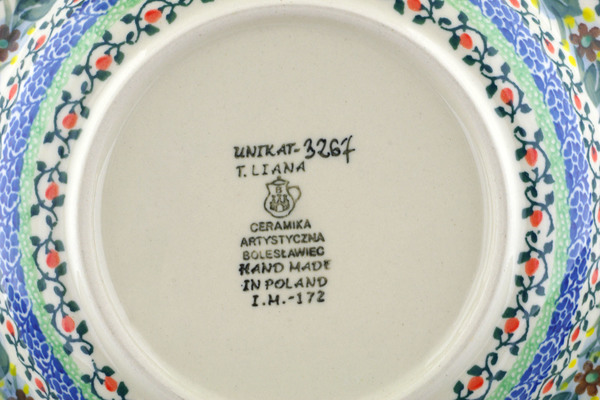 UNIKAT-3267
T. LIANA
B
CERAMIKA
ARTYSTYCZNA
BOLESŁAWIEC
HAND MADE
IN POLAND
I.M.-172